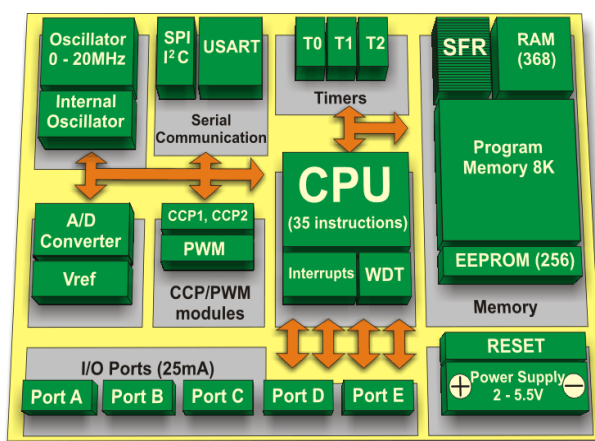 Oscillator
0 - 20MHz
Internal
Oscillator
SPI
I²C
USART
Serial
Communication
T0 T1 T2
Timers
SFR
RAM
(368)
Program
Memory 8K
EEPROM (256)
Memory
CPU
(35 instructions)
Interrupts
WDT
A/D
Converter
Vref
CCP1, CCP2
PWM
CCP/PWM
modules
I/O Ports (25mA)
Port A Port B Port C Port D Port E
RESET
Power Supply
2 - 5.5V
+ −